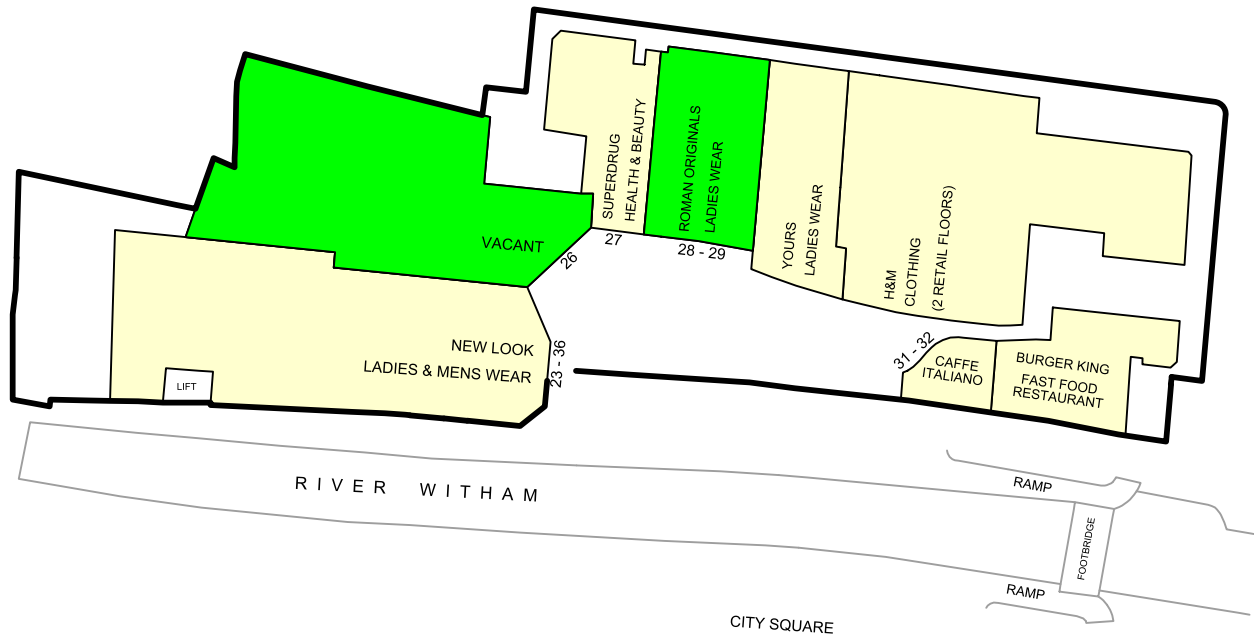 SUPERDRUG
HEALTH & BEAUTY
27
ROMAN ORIGINALS
LADIES WEAR
28 - 29
YOURS
LADIES WEAR
H&M
CLOTHING
(2 RETAIL FLOORS)
VACANT
26
NEW LOOK
LADIES & MENS WEAR
23 - 36
LIFT
31 - 32
CAFFE
ITALIANO
BURGER KING
FAST FOOD
RESTAURANT
RIVER WITHAM
RAMP
FOOTBRIDGE
RAMP
CITY SQUARE